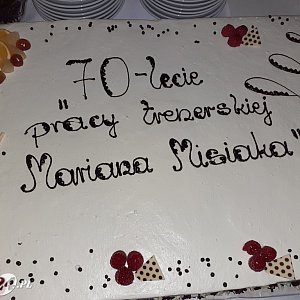 "70-lecie
pracy trenerskiej
Mariana Misiaka"